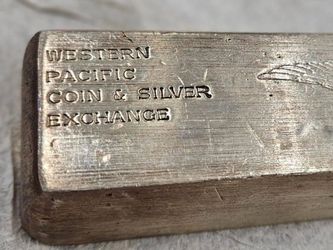 WESTERN
PACIFIC
COIN & SILVER
EXCHANGE